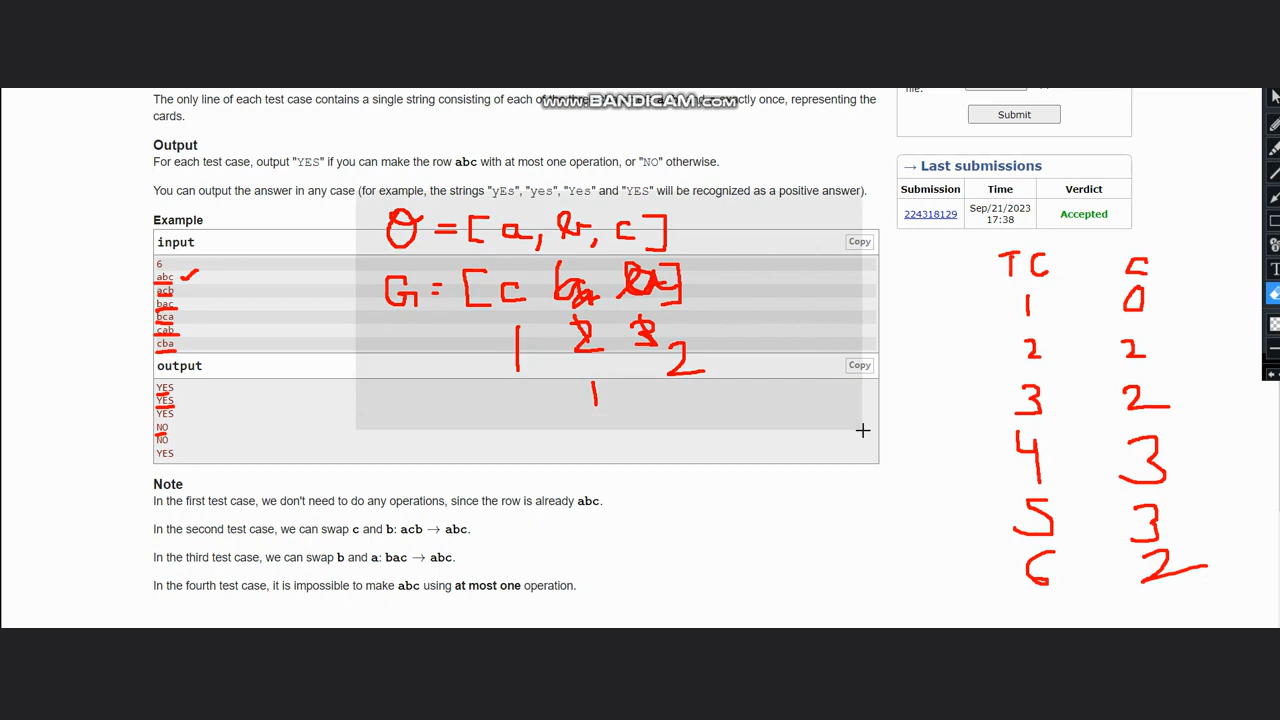 www.BANDICAM.com
The only line of each test case contains a single string consisting of each of the three exactly once, representing the
cards.
Output
For each test case, output "YES" if you can make the row abc with at most one operation, or "NO" otherwise.
You can output the answer in any case (for example, the strings "yEs", "yes", "Yes" and "YES" will be recognized as a positive answer).
Example
input
Copy
6
abc
acb
bac
bca
cab
cba
output
Copy
YES
YES
YES
NO
NO
YES
Note
In the first test case, we don't need to do any operations, since the row is already abc.
In the second test case, we can swap c and b: acb → abc.
In the third test case, we can swap b and a: bac → abc.
In the fourth test case, it is impossible to make abc using at most one operation.
O = [a, b, c]
G = [c
1 2 3
2
1
file:
Submit
→ Last submissions
Submission Time Verdict
224318129 Sep/21/2023 17:38 Accepted
TC C
1 0
2 2
3 2
4 3
5 3
6 2